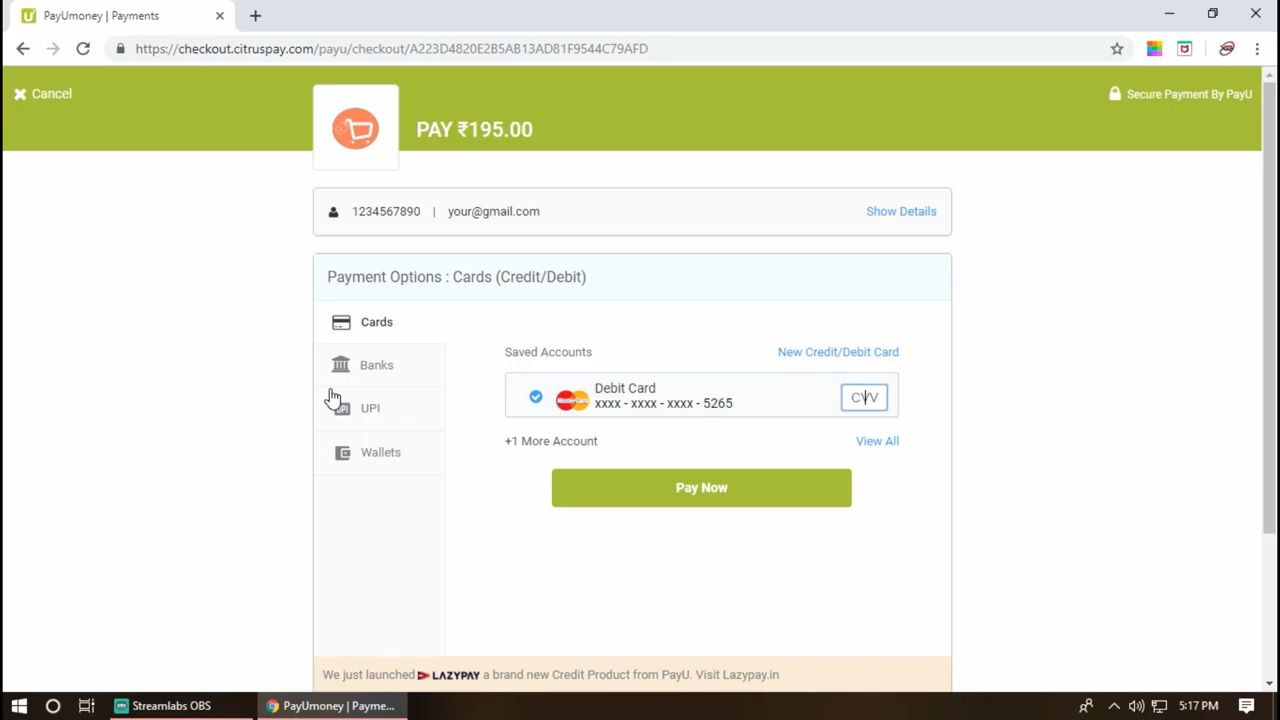 PayUmoney | Payments
https://checkout.citruspay.com/payu/checkout/A223D4820E2B5AB13AD81F9544C79AFD
Cancel
Secure Payment By PayU
PAY ₹195.00
1234567890 | your@gmail.com
Show Details
Payment Options : Cards (Credit/Debit)
Cards
Banks
UPI
Wallets
Saved Accounts
New Credit/Debit Card
MasterCard
Debit Card
xxxx - xxxx - xxxx - 5265
CVV
+1 More Account
View All
Pay Now
We just launched LAZYPAY a brand new Credit Product from PayU. Visit Lazypay.in
Streamlabs OBS
PayUmoney | Payme...
5:17 PM